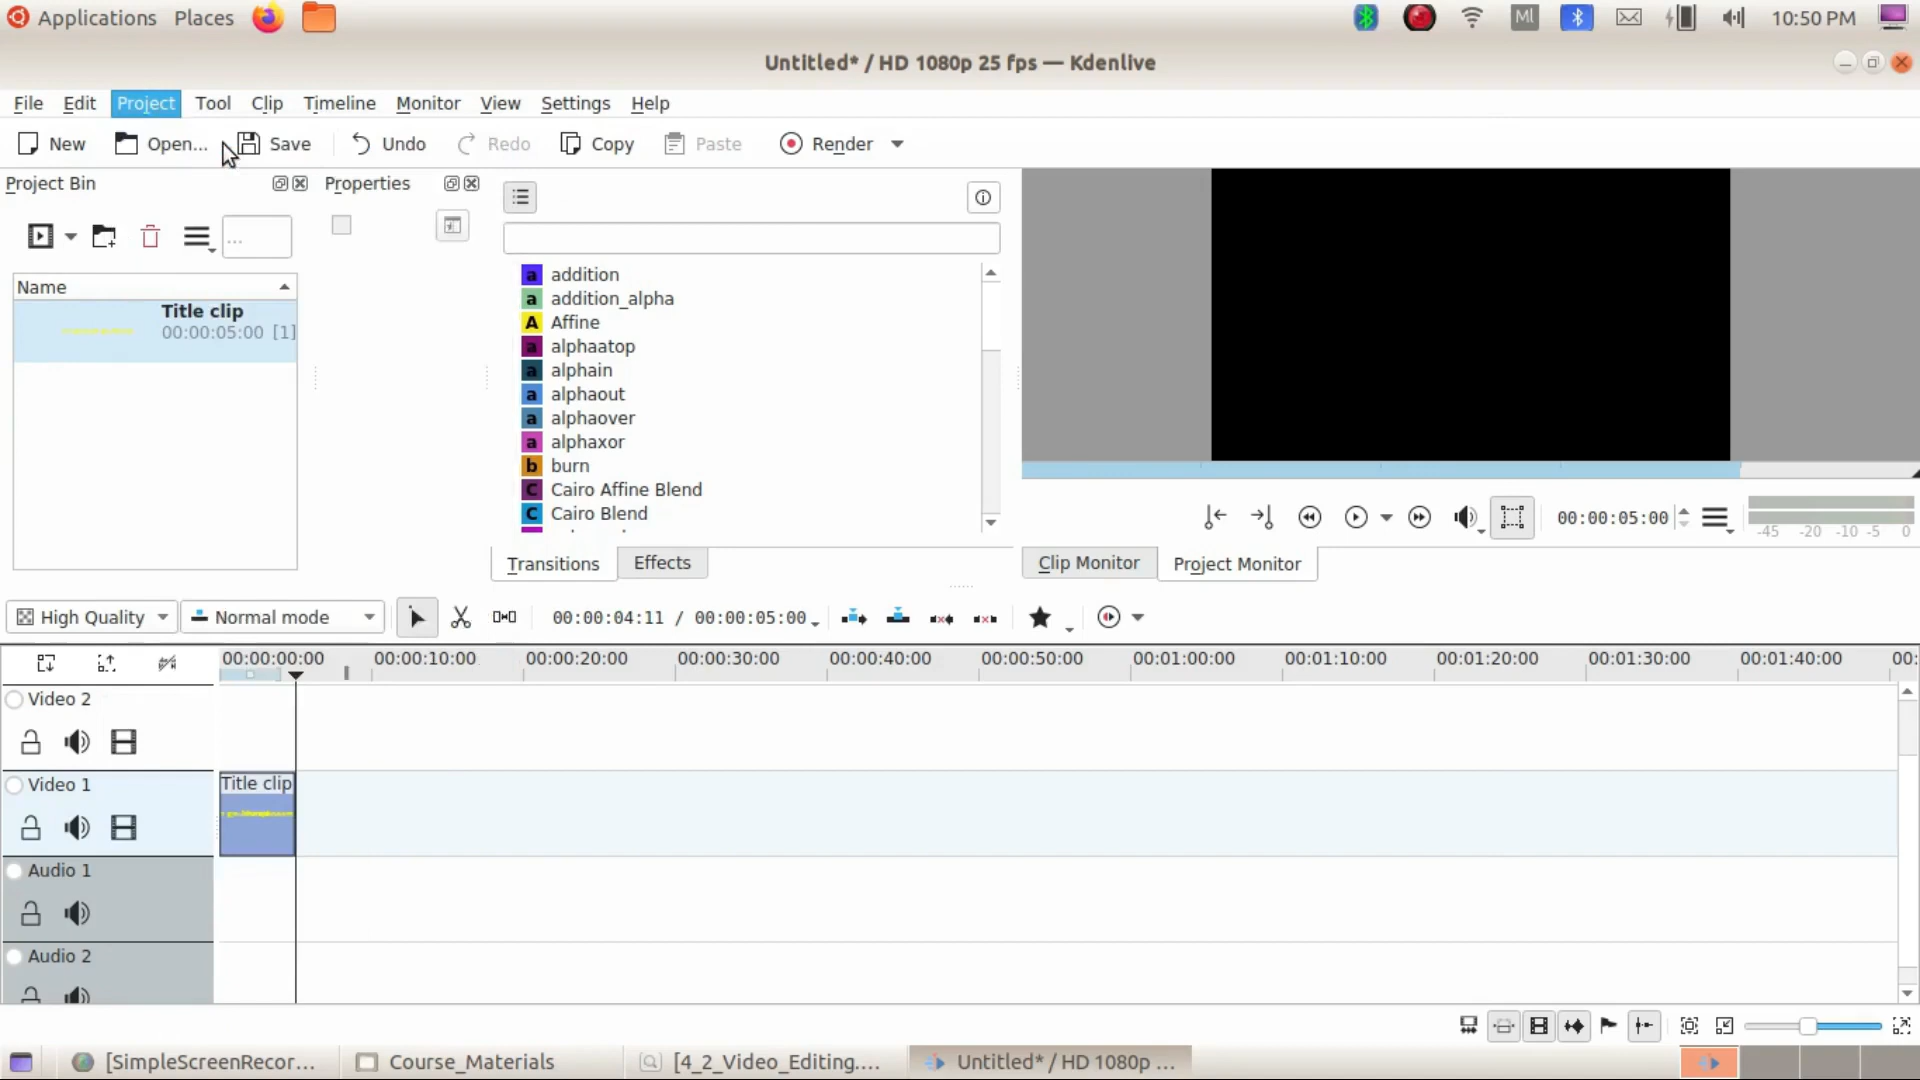 Applications Places Ml 10:50 PM
Untitled* / HD 1080p 25 fps — Kdenlive
File Edit Project Tool Clip Timeline Monitor View Settings Help
New Open... Save Undo Redo Copy Paste Render
Project Bin Properties
...
Name
Title clip
00:00:05:00 [1]
a addition
a addition_alpha
A Affine
a alphaatop
a alphain
a alphaout
a alphaover
a alphaxor
b burn
C Cairo Affine Blend
C Cairo Blend
00:00:05:00
-45 -20 -10 -5 0
Transitions Effects
Clip Monitor Project Monitor
High Quality Normal mode 00:00:04:11 / 00:00:05:00
00:00:00:00 00:00:10:00 00:00:20:00 00:00:30:00 00:00:40:00 00:00:50:00 00:01:00:00 00:01:10:00 00:01:20:00 00:01:30:00 00:01:40:00 00:
Video 2
Video 1
Title clip
Audio 1
Audio 2
[SimpleScreenRecor... Course_Materials [4_2_Video_Editing.... Untitled* / HD 1080p ...